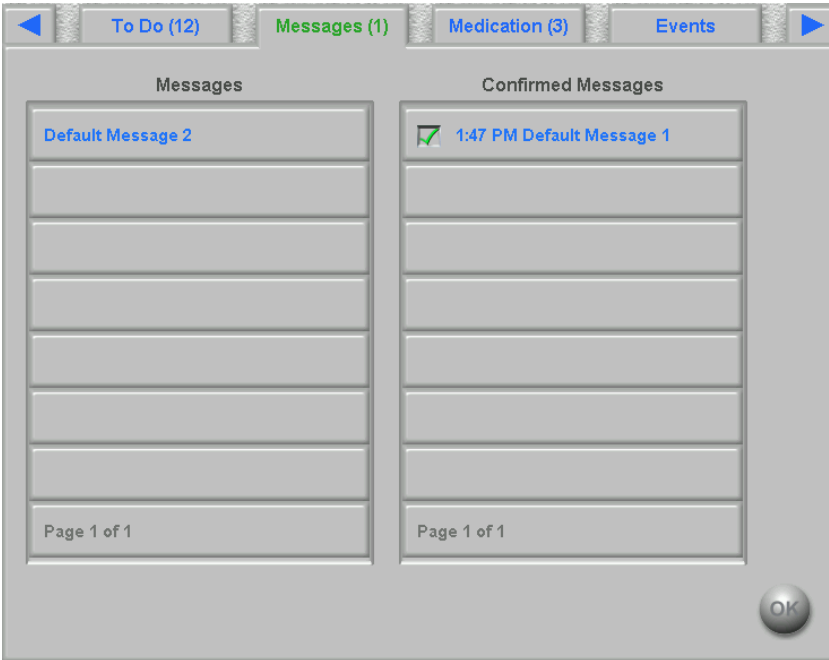 To Do (12)
Messages (1)
Medication (3)
Events
Messages
Confirmed Messages
Default Message 2
1:47 PM Default Message 1
Page 1 of 1
Page 1 of 1
OK